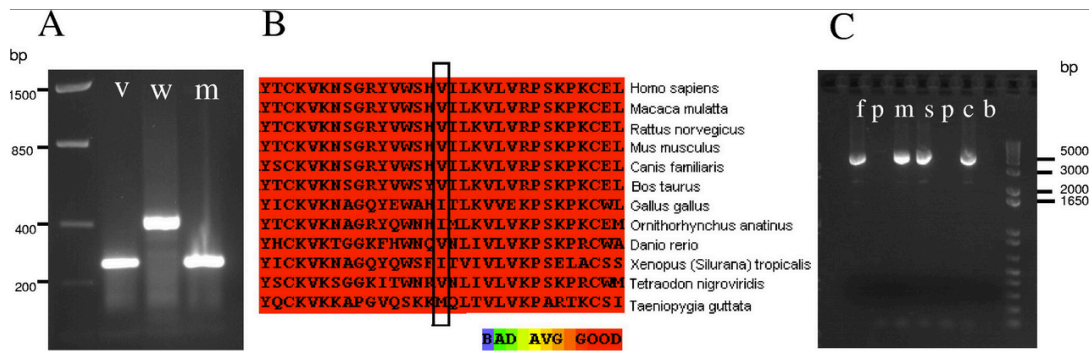 A
B
C
bp
1500
850
400
200
v w m
YTCKVKNSGRYVWSHVILKVLVRPSKPKCEL Homo sapiens
YTCKVKNSGRYVWSHVILKVLVRPSKPKCEL Macaca mulatta
YTCKVKNSGRYVWSHVILKVLVRPSKPKCEL Rattus norvegicus
YTCKVKNSGRYVWSHVILKVLVRPSKPKCEL Mus musculus
YSCKVKNSGRYVWSHVILKVLVRPSKPKCEL Canis familiaris
YTCKVKNSGRYVWSYVILKVLVRPSKPKCEL Bos taurus
YICKVKNAGQYEWAHITLKVVEKPSKPKCWL Gallus gallus
YTCKVKNAGRYQWNHIMLKVLVKPSKPKCEM Ornithorhynchus anatinus
YHCKVKTGGKFHWNQVNLIVLVKPSKPRCWA Danio rerio
YICKVKNAGQYQWSFITVIVLVKPSELACSS Xenopus (Silurana) tropicalis
YSCKVKSGGKITWNRVNLIVLVKPSKPRCWM Tetraodon nigroviridis
YQCKVKKAPGVQSKKMQLTVLVKPARTKCSI Taeniopygia guttata
BAD AVG GOOD
f p m s p c b
bp
5000
3000
2000
1650